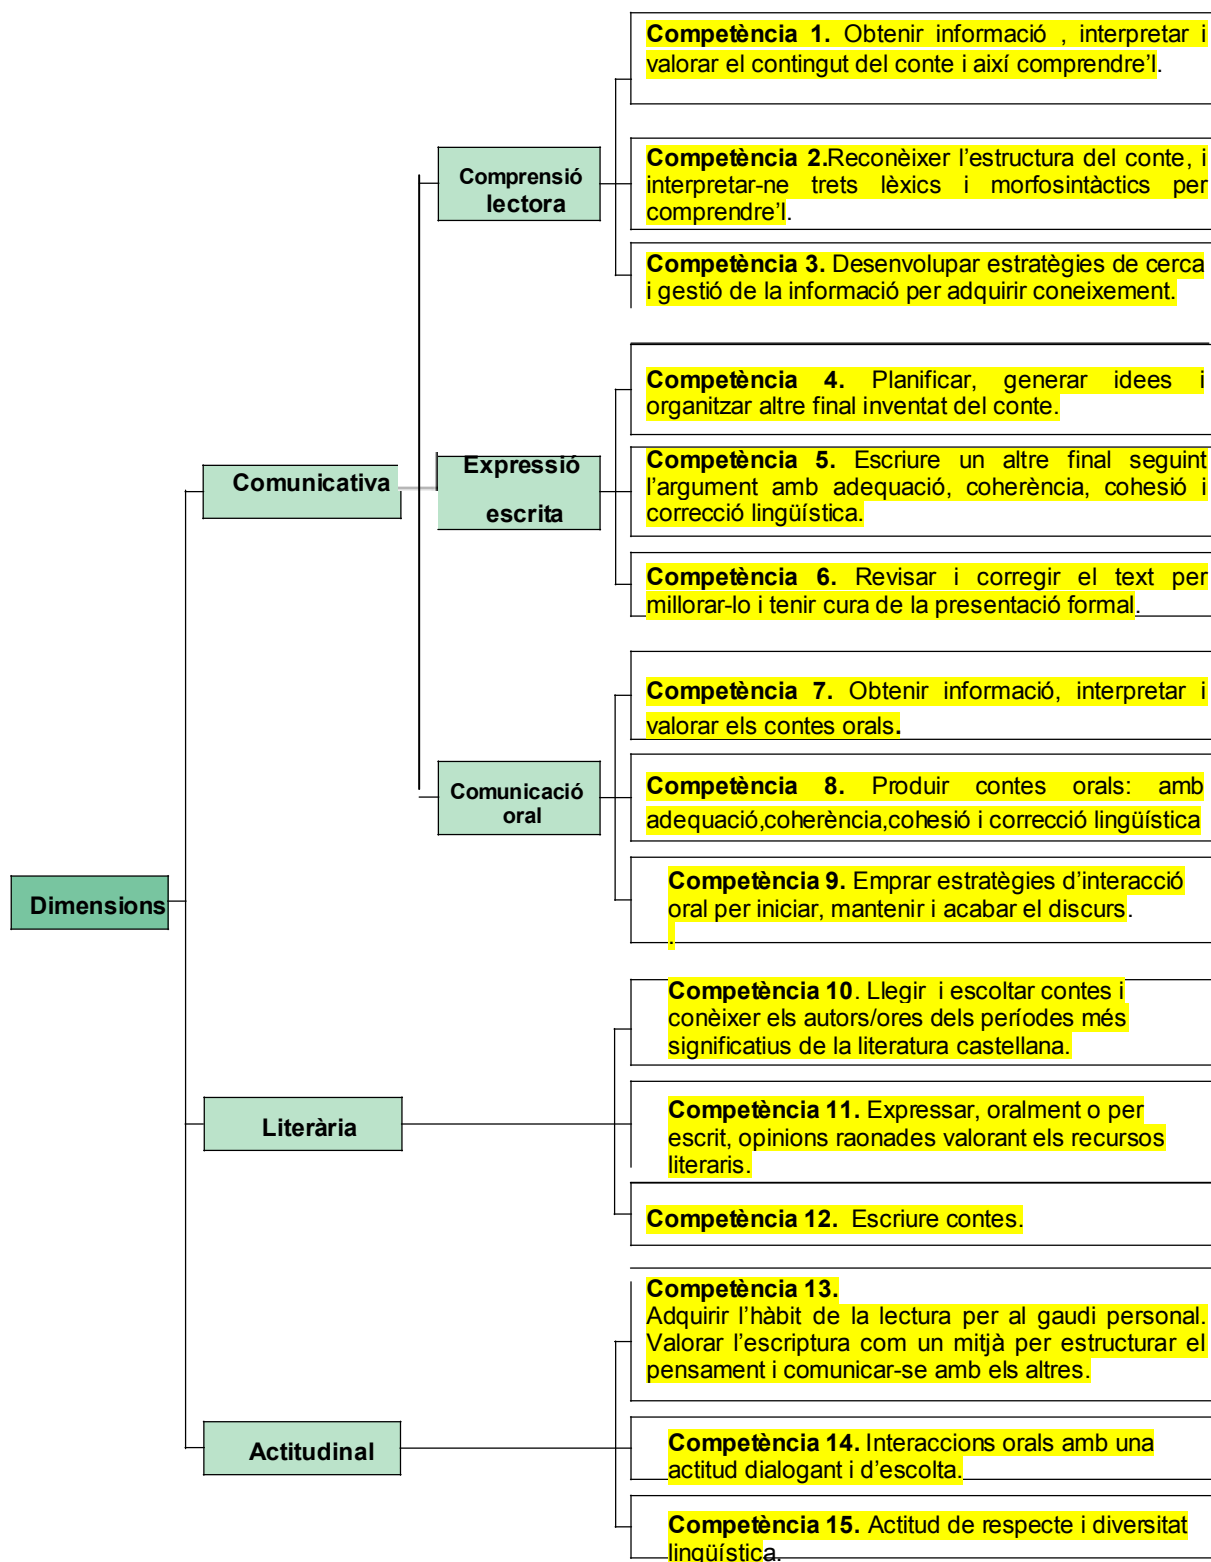 Competència 1. Obtenir informació , interpretar i
valorar el contingut del conte i així comprendre’l.
Comprensió
lectora
Competència 2.Reconèixer l’estructura del conte, i
interpretar-ne trets lèxics i morfosintàctics per
comprendre’l.
Competència 3. Desenvolupar estratègies de cerca
i gestió de la informació per adquirir coneixement.
Competència 4. Planificar, generar idees i
organitzar altre final inventat del conte.
Comunicativa
Expressió
escrita
Competència 5. Escriure un altre final seguint
l’argument amb adequació, coherència, cohesió i
correcció lingüística.
Competència 6. Revisar i corregir el text per
millorar-lo i tenir cura de la presentació formal.
Competència 7. Obtenir informació, interpretar i
valorar els contes orals.
Comunicació
oral
Competència 8. Produir contes orals: amb
adequació,coherència,cohesió i correcció lingüística
Competència 9. Emprar estratègies d’interacció
oral per iniciar, mantenir i acabar el discurs.
.
Dimensions
Competència 10. Llegir i escoltar contes i
conèixer els autors/ores dels períodes més
significatius de la literatura castellana.
Literària
Competència 11. Expressar, oralment o per
escrit, opinions raonades valorant els recursos
literaris.
Competència 12. Escriure contes.
Competència 13.
Adquirir l’hàbit de la lectura per al gaudi personal.
Valorar l’escriptura com un mitjà per estructurar el
pensament i comunicar-se amb els altres.
Actitudinal
Competència 14. Interaccions orals amb una
actitud dialogant i d’escolta.
Competència 15. Actitud de respecte i diversitat
lingüística.